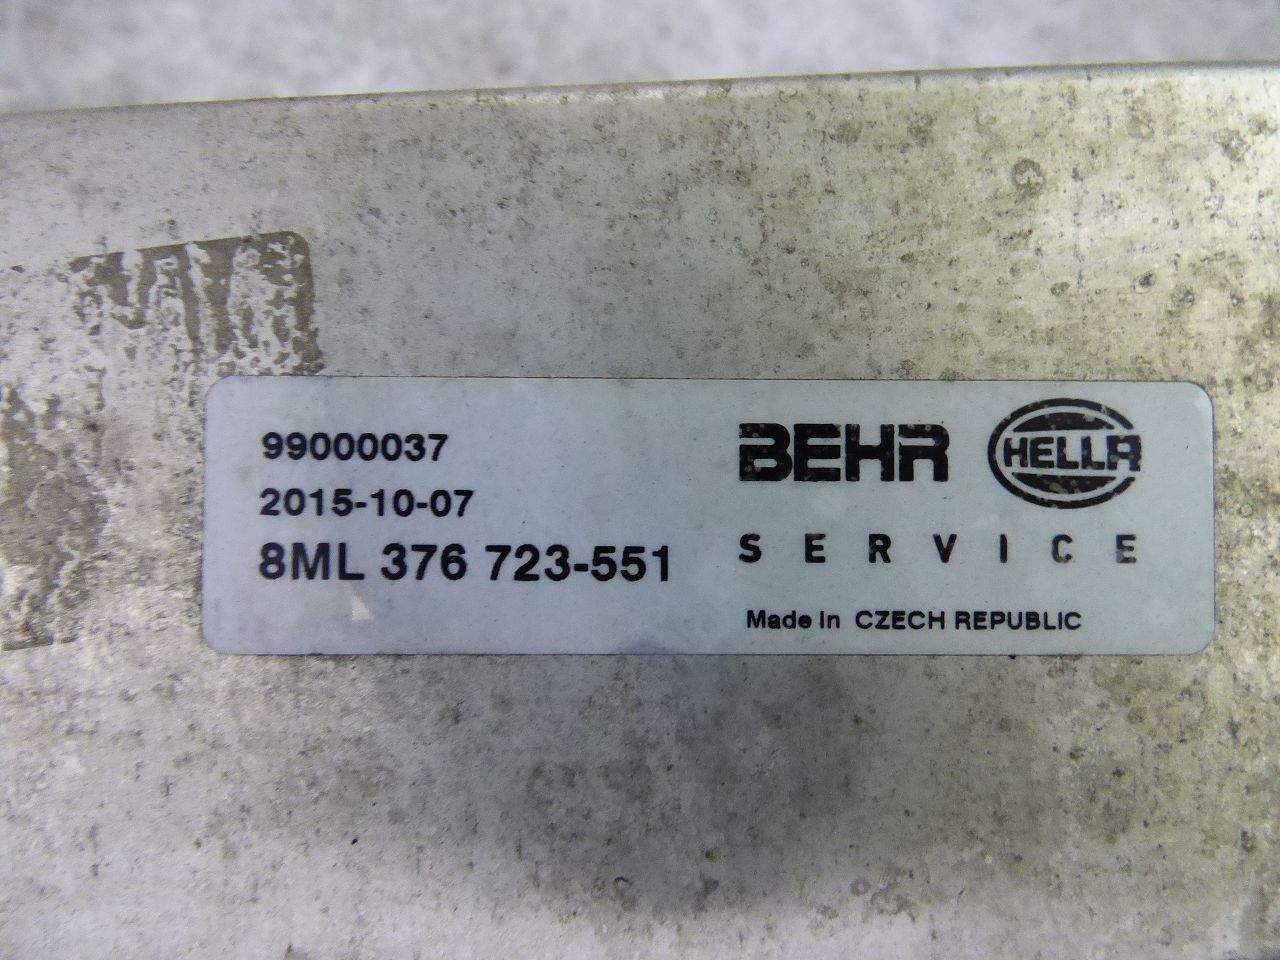 99000037
2015-10-07
8ML 376 723-551
BEHR HELLA
SERVICE
Made in CZECH REPUBLIC